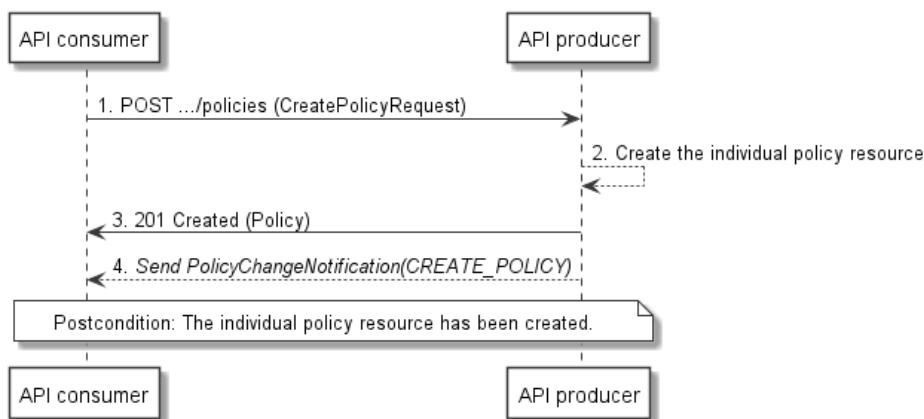 API consumer
API producer
1. POST .../policies (CreatePolicyRequest)
2. Create the individual policy resource
3. 201 Created (Policy)
4. Send PolicyChangeNotification(CREATE_POLICY)
Postcondition: The individual policy resource has been created.
API consumer
API producer